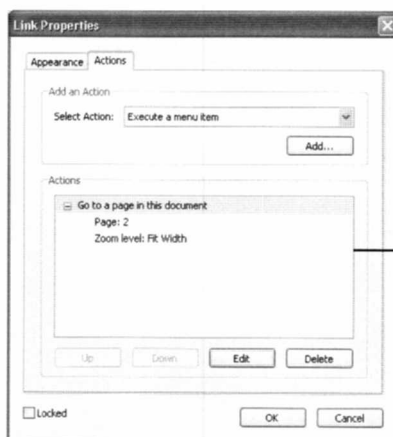 Link Properties
Appearance
Actions
Add an Action
Select Action:
Execute a menu item
Add...
Actions
Go to a page in this document
Page: 2
Zoom level: Fit Width
Up
Down
Edit
Delete
Locked
OK
Cancel